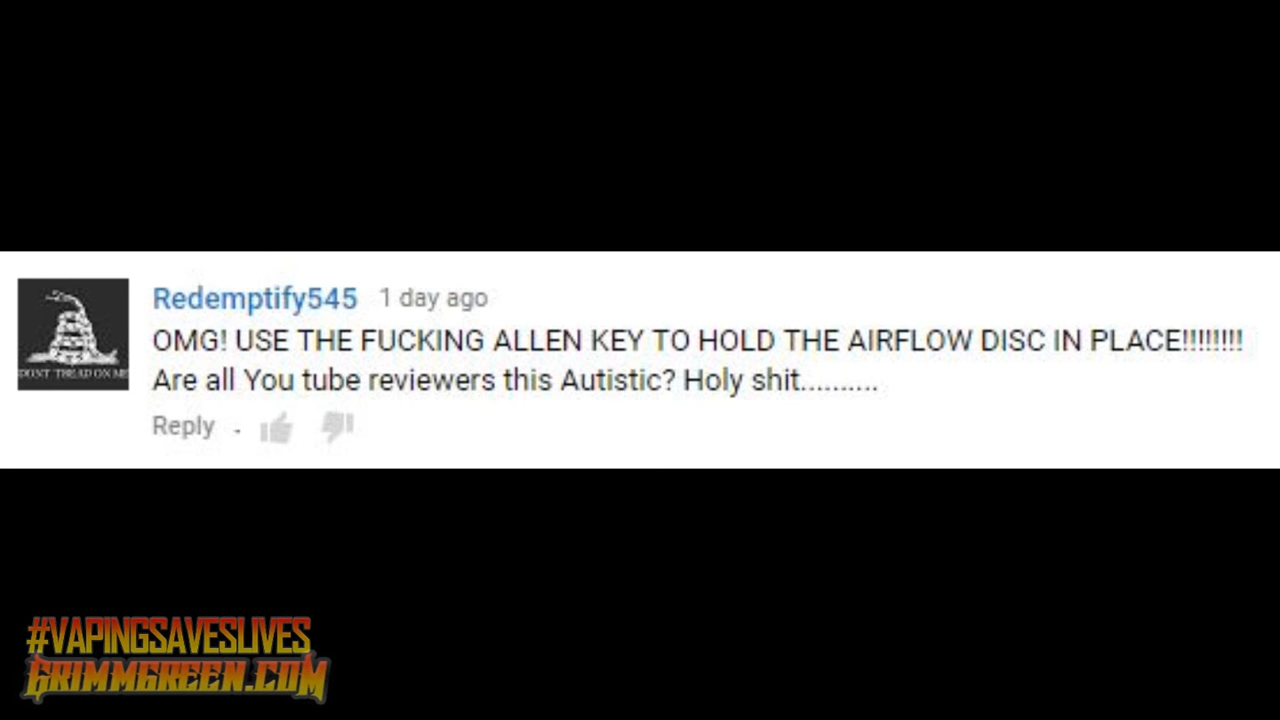 Redemptify545 1 day ago
OMG! USE THE FUCKING ALLEN KEY TO HOLD THE AIRFLOW DISC IN PLACE!!!!!!!!
Are all You tube reviewers this Autistic? Holy shit..........
DONT TREAD ON ME
Reply .
#VAPINGSAVESLIVES
GRIMMGREEN.COM